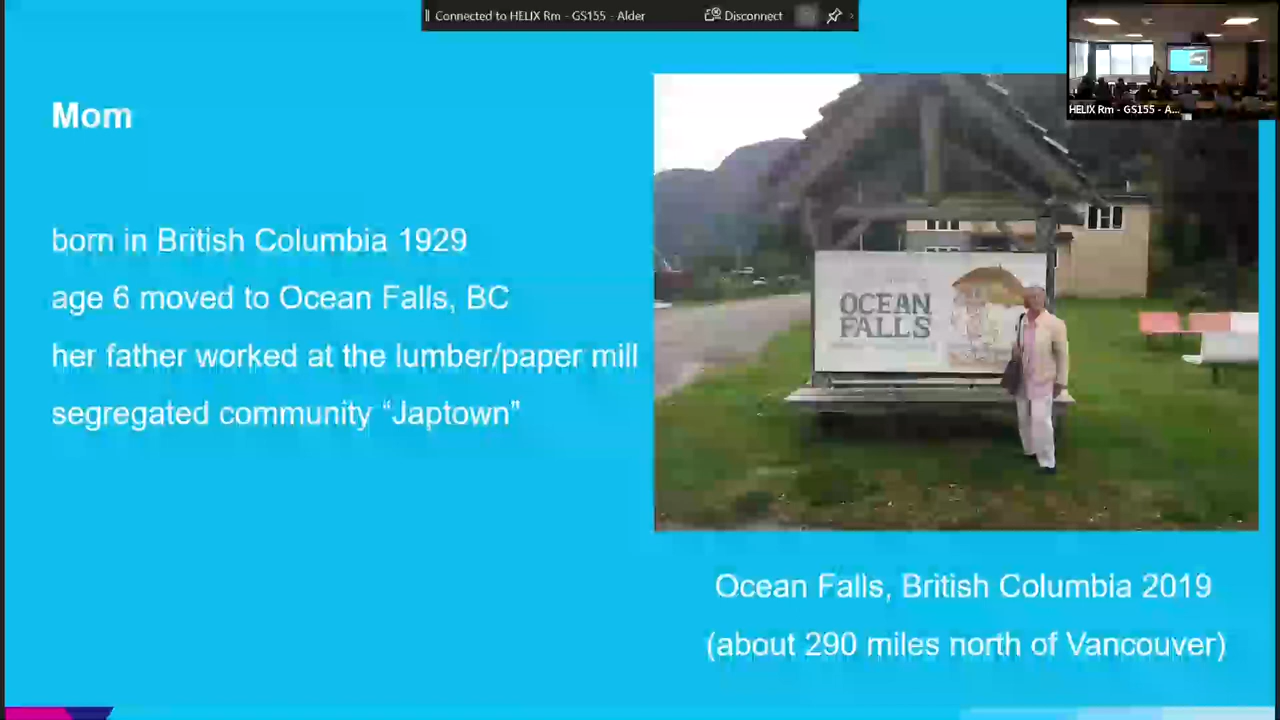 Connected to HELIX Rm - GS155 - Alder
Disconnect
HELIX Rm - GS155 - A...
Mom
born in British Columbia 1929
age 6 moved to Ocean Falls, BC
her father worked at the lumber/paper mill
segregated community “Japtown”
OCEAN
FALLS
Ocean Falls, British Columbia 2019
(about 290 miles north of Vancouver)